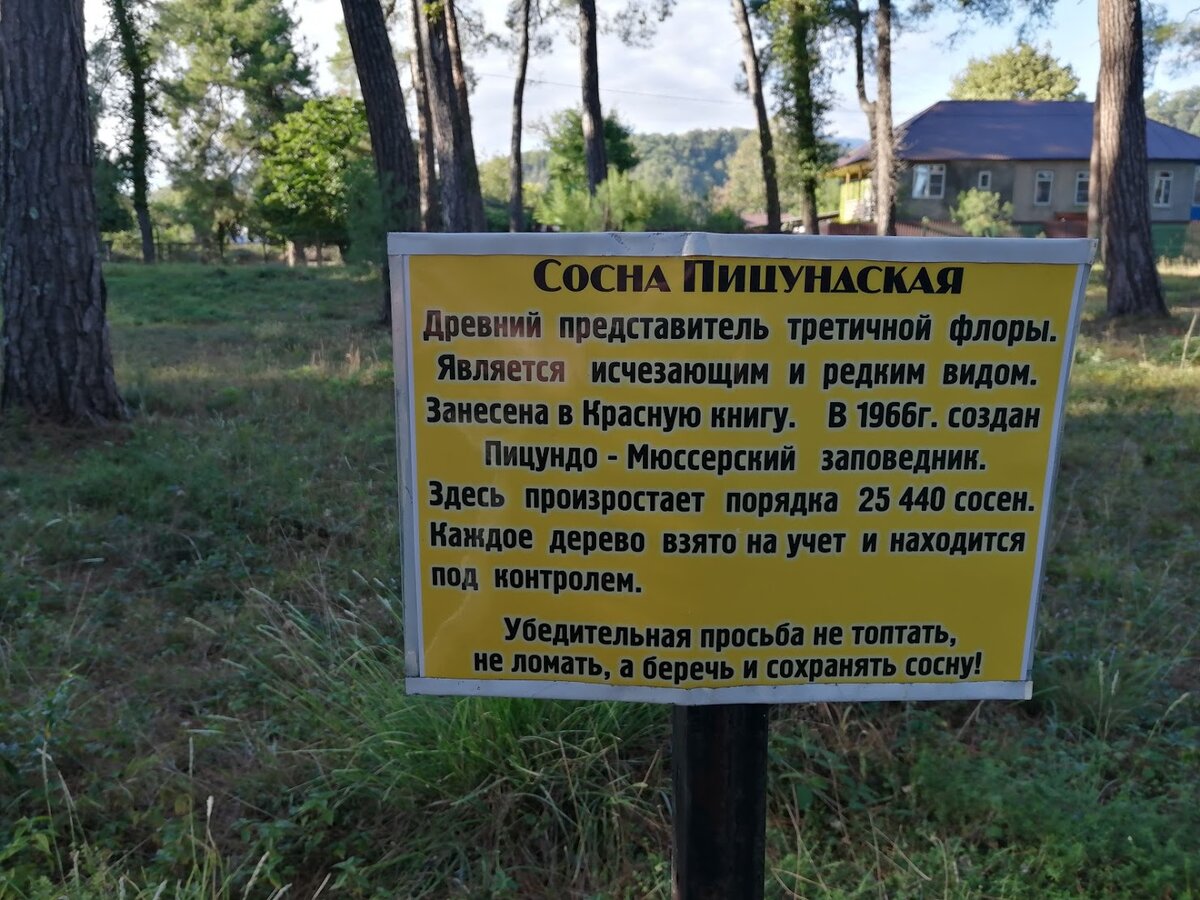 Сосна Пицундская
Древний представитель третичной флоры.
Является исчезающим и редким видом.
Занесена в Красную книгу. В 1966г. создан
Пицундо - Мюссерский заповедник.
Здесь произростает порядка 25 440 сосен.
Каждое дерево взято на учет и находится
под контролем.
Убедительная просьба не топтать,
не ломать, а беречь и сохранять сосну!